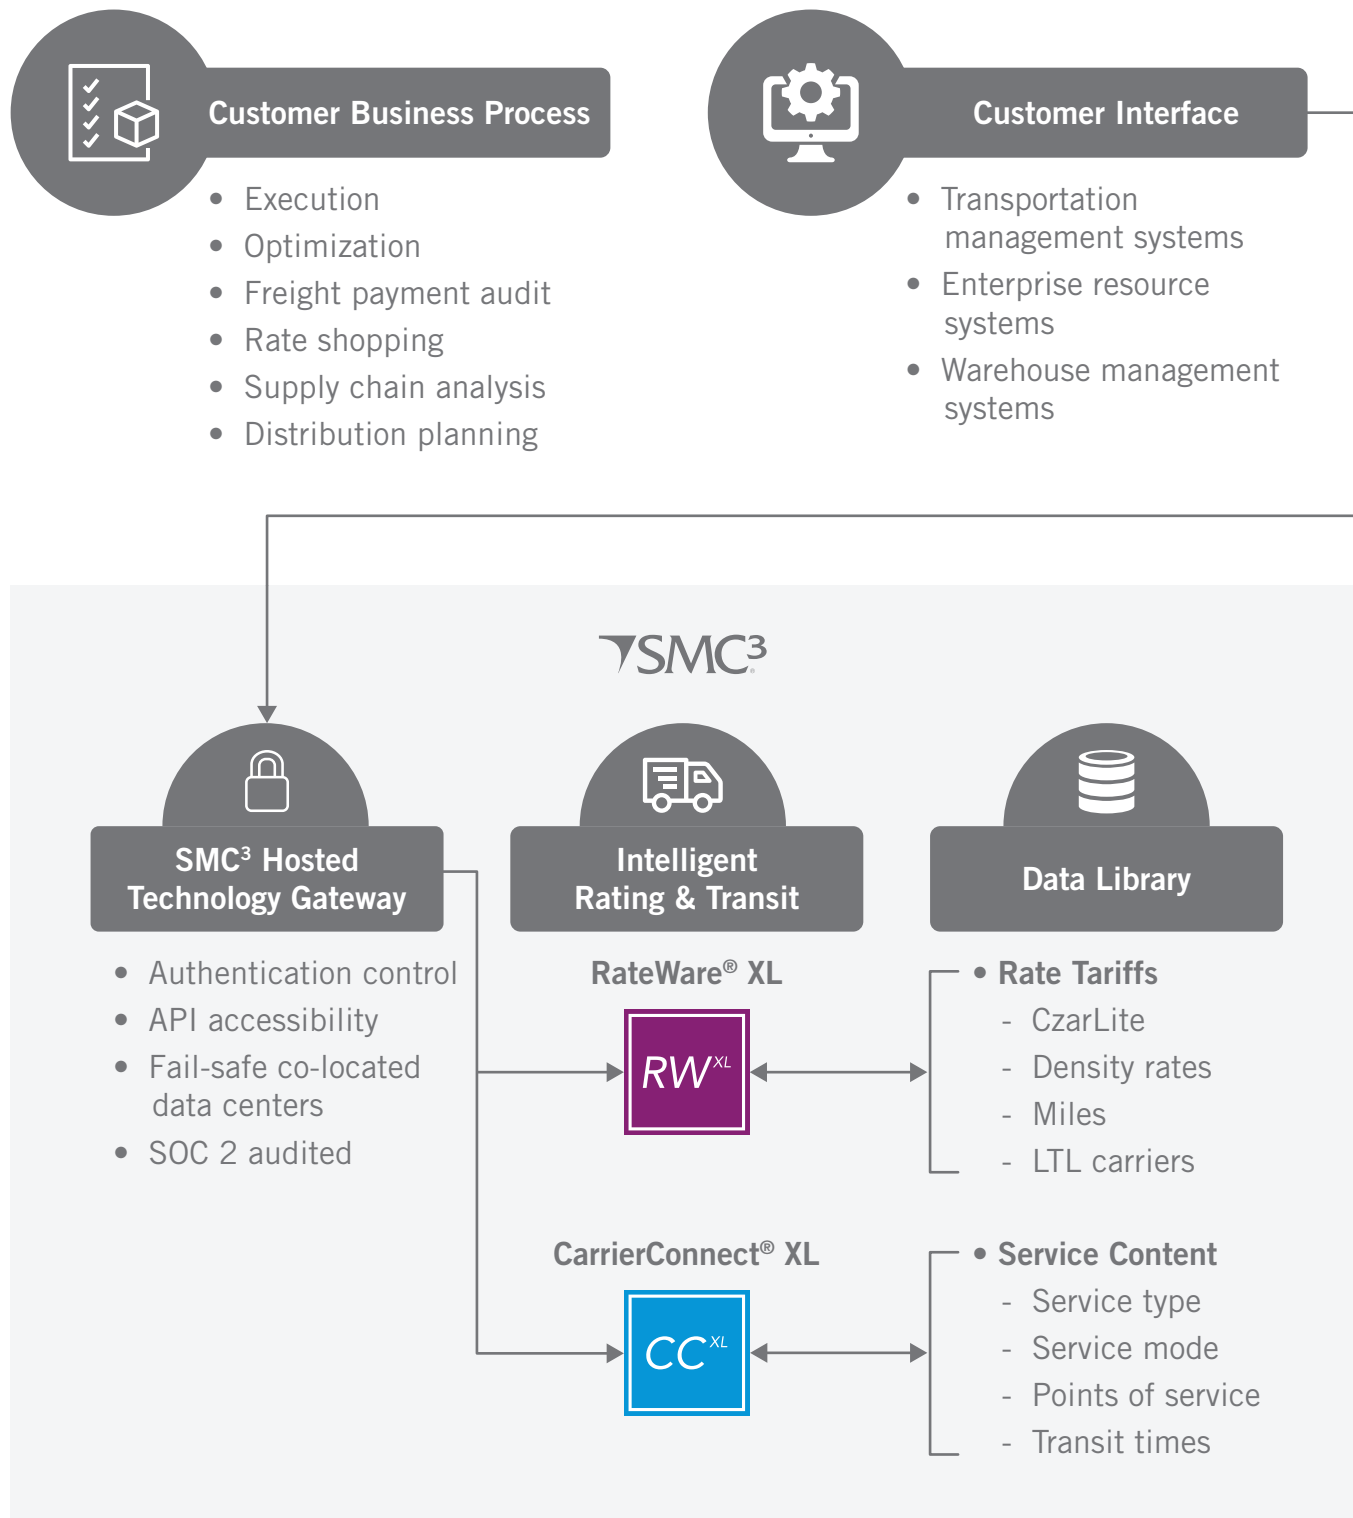 Customer Business Process
• Execution
• Optimization
• Freight payment audit
• Rate shopping
• Supply chain analysis
• Distribution planning
Customer Interface
• Transportation
management systems
• Enterprise resource
systems
• Warehouse management
systems
SMC³®
SMC³ Hosted
Technology Gateway
• Authentication control
• API accessibility
• Fail-safe co-located
data centers
• SOC 2 audited
Intelligent
Rating & Transit
RateWare® XL
RW XL
CarrierConnect® XL
CC XL
Data Library
• Rate Tariffs
- CzarLite
- Density rates
- Miles
- LTL carriers
• Service Content
- Service type
- Service mode
- Points of service
- Transit times